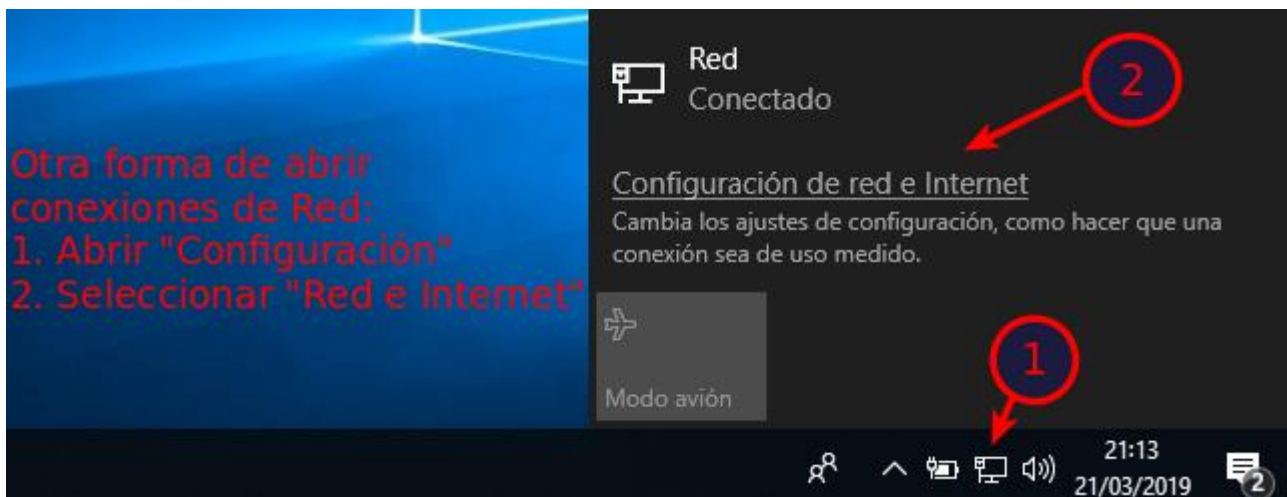 Otra forma de abrir
conexiones de Red:
1. Abrir "Configuración"
2. Seleccionar "Red e Internet"
Red
Conectado
2
Configuración de red e Internet
Cambia los ajustes de configuración, como hacer que una
conexión sea de uso medido.
Modo avión
1
21:13
21/03/2019
2